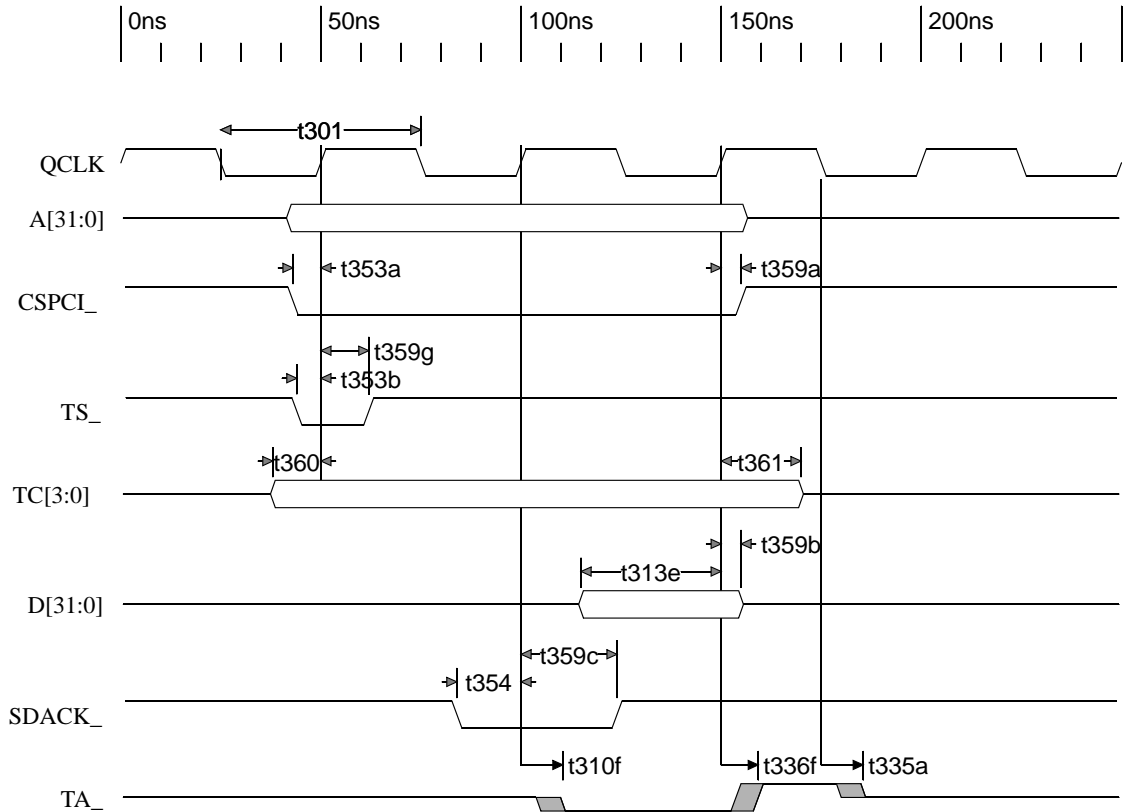 0ns 50ns 100ns 150ns 200ns
t301
QCLK
A[31:0]
t353a t359a
CSPCI_
t359g
t353b
TS_
t360 t361
TC[3:0]
t359b
t313e
D[31:0]
t359c
t354
SDACK_
t310f t336f t335a
TA_